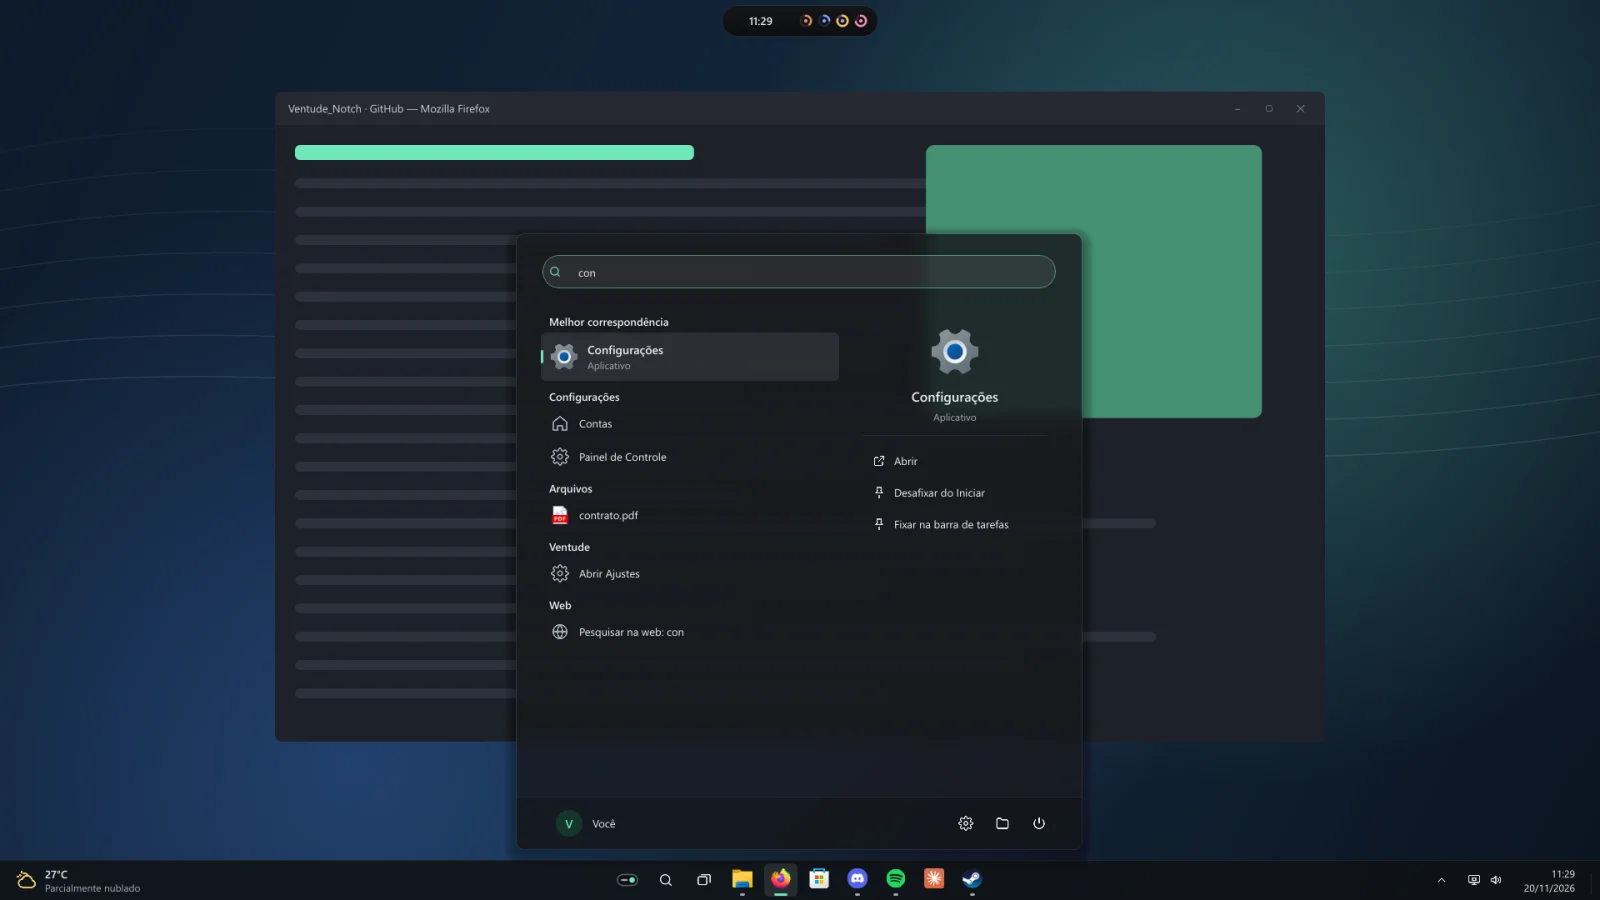 11:29
Ventude_Notch · GitHub — Mozilla Firefox
con
Melhor correspondência
Configurações
Aplicativo
Configurações
Contas
Painel de Controle
Arquivos
PDF
contrato.pdf
Ventude
Abrir Ajustes
Web
Pesquisar na web: con
Configurações
Aplicativo
Abrir
Desafixar do Iniciar
Fixar na barra de tarefas
V
Você
27°C
Parcialmente nublado
11:29
20/11/2026